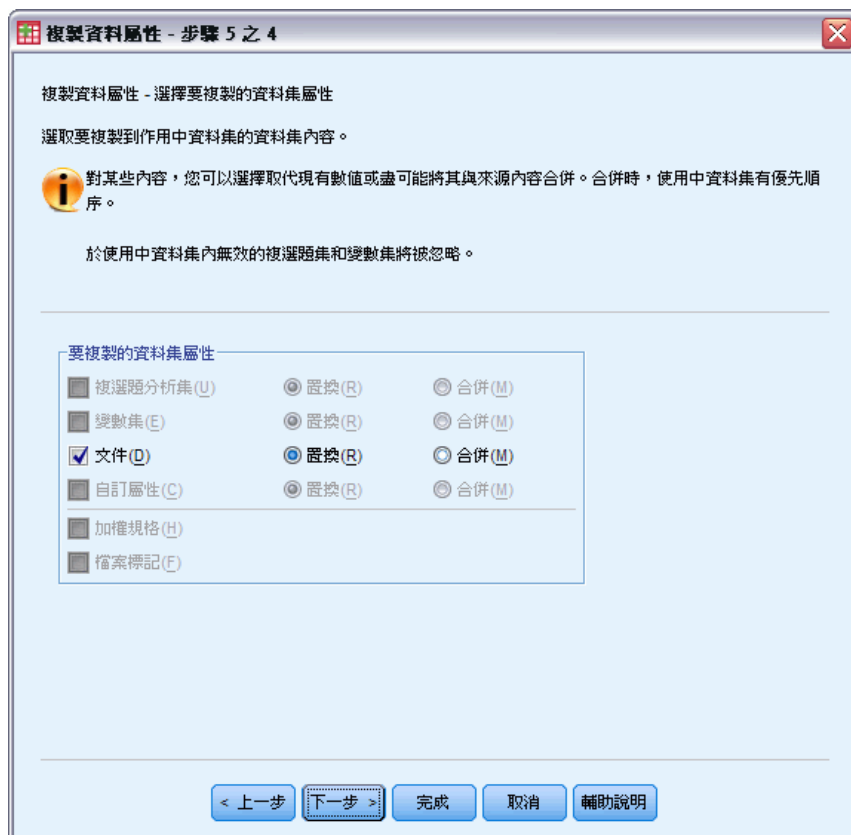 複製資料屬性 - 步驟 5 之 4
複製資料屬性 - 選擇要複製的資料集屬性
選取要複製到作用中資料集的資料集內容。
對某些內容，您可以選擇取代現有數值或盡可能將其與來源內容合併。合併時，使用中資料集有優先順
序。
於使用中資料集內無效的複選題集和變數集將被忽略。
要複製的資料集屬性
複選題分析集(U) 置換(R) 合併(M)
變數集(E) 置換(R) 合併(M)
文件(D) 置換(R) 合併(M)
自訂屬性(C) 置換(R) 合併(M)
加權規格(H)
檔案標記(F)
< 上一步 下一步 > 完成 取消 輔助說明